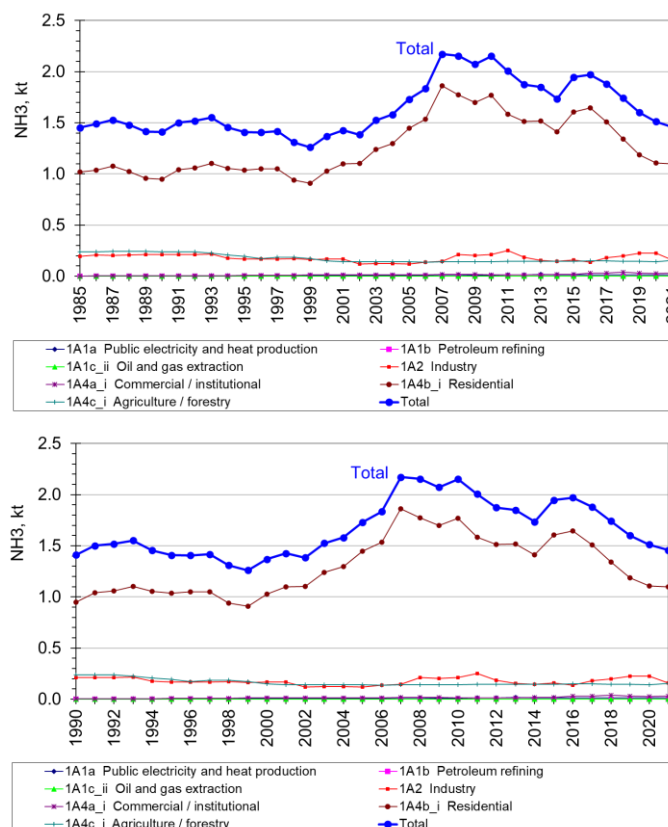 2.5
Total
2.0
NH3, kt
1.5
1.0
0.5
0.0
1985 1987 1989 1991 1993 1995 1997 1999 2001 2003 2005 2007 2009 2011 2013 2015 2017 2019
1A1a Public electricity and heat production 1A1b Petroleum refining
1A1c_ii Oil and gas extraction 1A2 Industry
1A4a_i Commercial / institutional 1A4b_i Residential
1A4c_i Agriculture / forestry Total
2.5
Total
2.0
NH3, kt
1.5
1.0
0.5
0.0
1990 1992 1994 1996 1998 2000 2002 2004 2006 2008 2010 2012 2014 2016 2018 2020
1A1a Public electricity and heat production 1A1b Petroleum refining
1A1c_ii Oil and gas extraction 1A2 Industry
1A4a_i Commercial / institutional 1A4b_i Residential
1A4c_i Agriculture / forestry Total